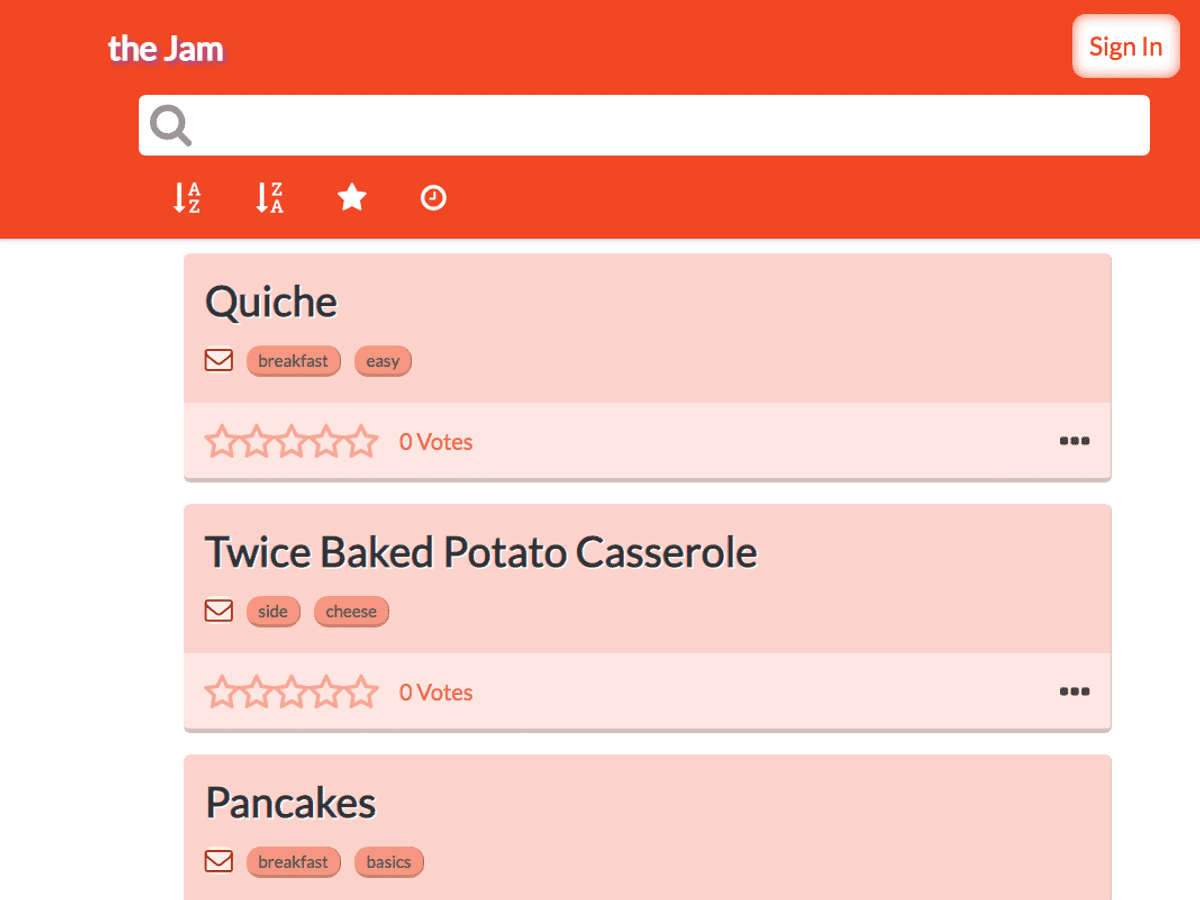 the Jam
Sign In
A
Z
Z
A
Quiche
breakfast easy
0 Votes
Twice Baked Potato Casserole
side cheese
0 Votes
Pancakes
breakfast basics